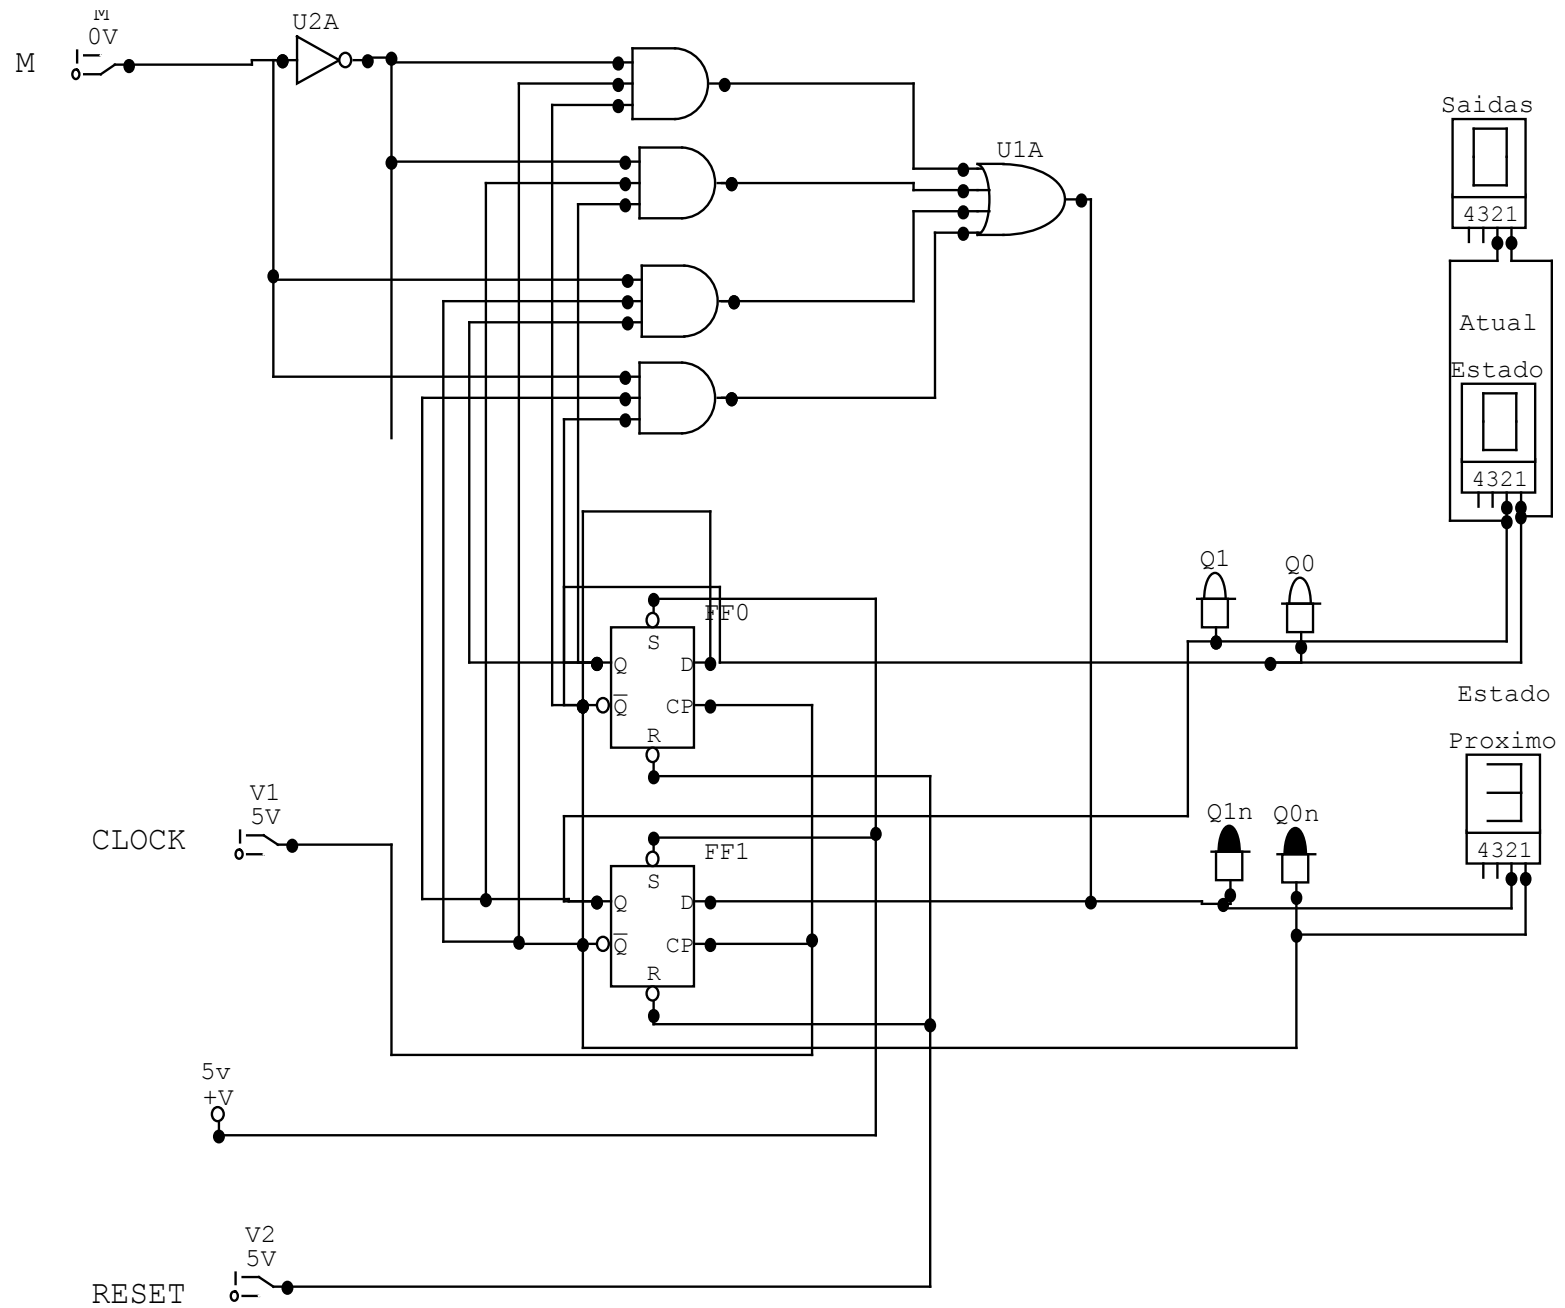 M
0V
M
U2A
U1A
Saidas
4321
Atual
Estado
4321
Q1
Q0
FF0
S
Q
D
Q
CP
R
Estado
Proximo
4321
Q1n
Q0n
V1
5V
CLOCK
FF1
S
Q
D
Q
CP
R
5v
+V
V2
5V
RESET